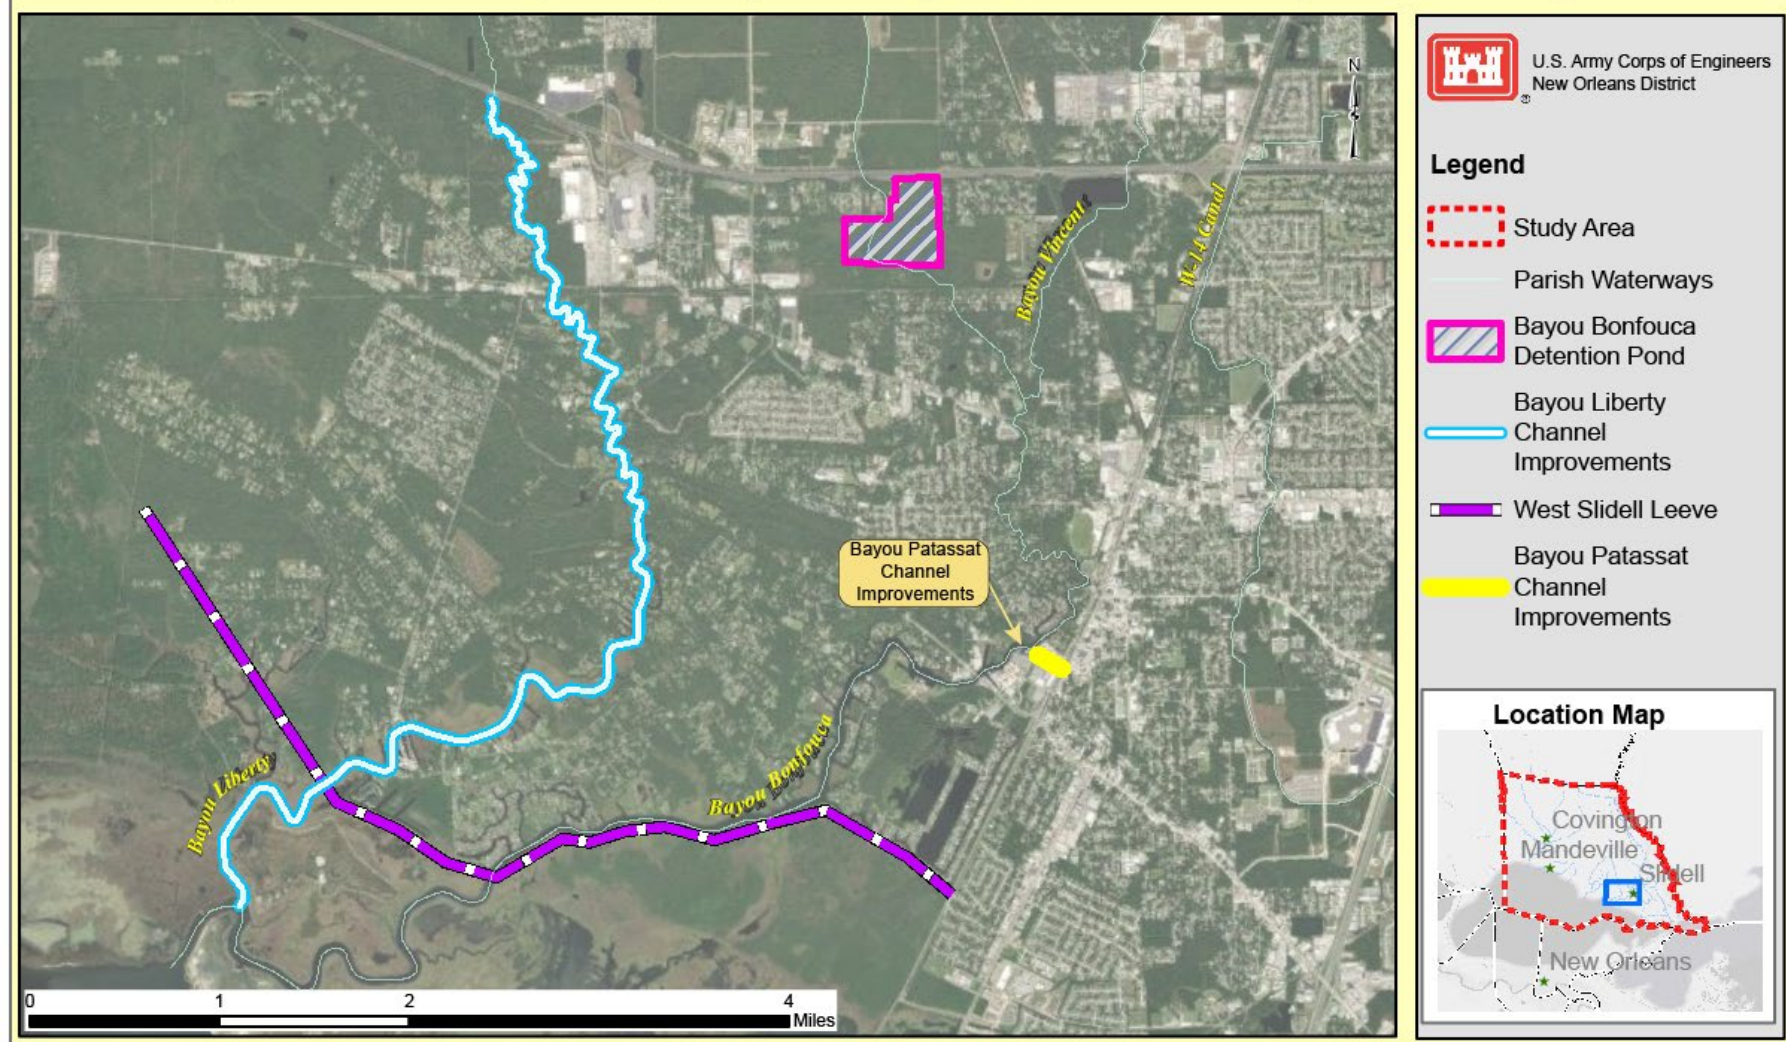 N
Bayou Vincent
W-14 Canal
Bayou Patassat
Channel
Improvements
Bayou Liberty
Bayou Bonfouca
0 1 2 4
Miles
U.S. Army Corps of Engineers
New Orleans District
®
Legend
Study Area
Parish Waterways
Bayou Bonfouca
Detention Pond
Bayou Liberty
Channel
Improvements
West Slidell Leeve
Bayou Patassat
Channel
Improvements
Location Map
Covington
Mandeville
Slidell
New Orleans